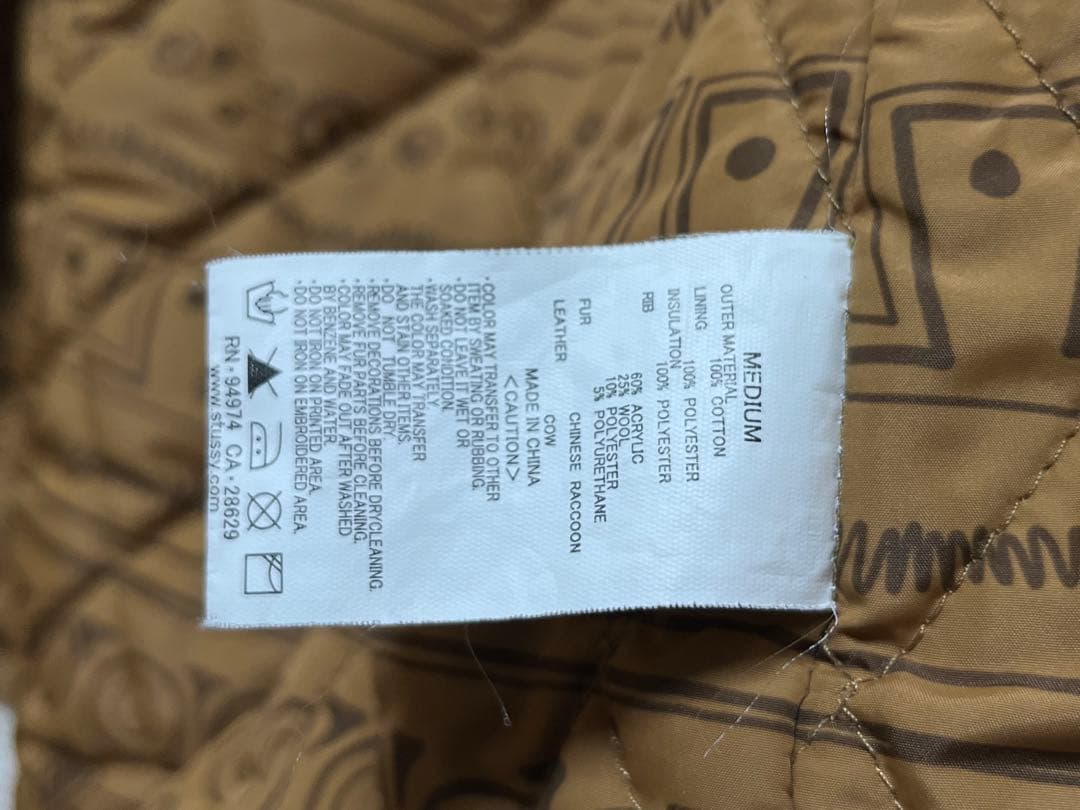 MEDIUM
OUTER MATERIAL
100% COTTON
LINING
100% POLYESTER
INSULATION
100% POLYESTER
RIB
60% ACRYLIC
25% WOOL
10% POLYESTER
5% POLYURETHANE
FUR CHINESE RACCOON
LEATHER COW
MADE IN CHINA
<CAUTION>
•COLOR MAY TRANSFER TO OTHER
ITEM BY SWEATING OR RUBBING.
•DO NOT LEAVE WET OR
SOAKED CONDITION.
•WASH SEPARATELY.
THE COLOR MAY TRANSFER
AND STAIN OTHER ITEMS.
•DO NOT TUMBLE DRY.
•REMOVE DECORATIONS BEFORE DRYCLEANING.
•REMOVE FUR PARTS BEFORE CLEANING.
•COLOR MAY FADE OUT AFTER WASHED
BY BENZENE AND WATER.
•DO NOT IRON ON PRINTED AREA.
•DO NOT IRON ON EMBROIDERED AREA.
RN•94974 CA•28629
www.stussy.com